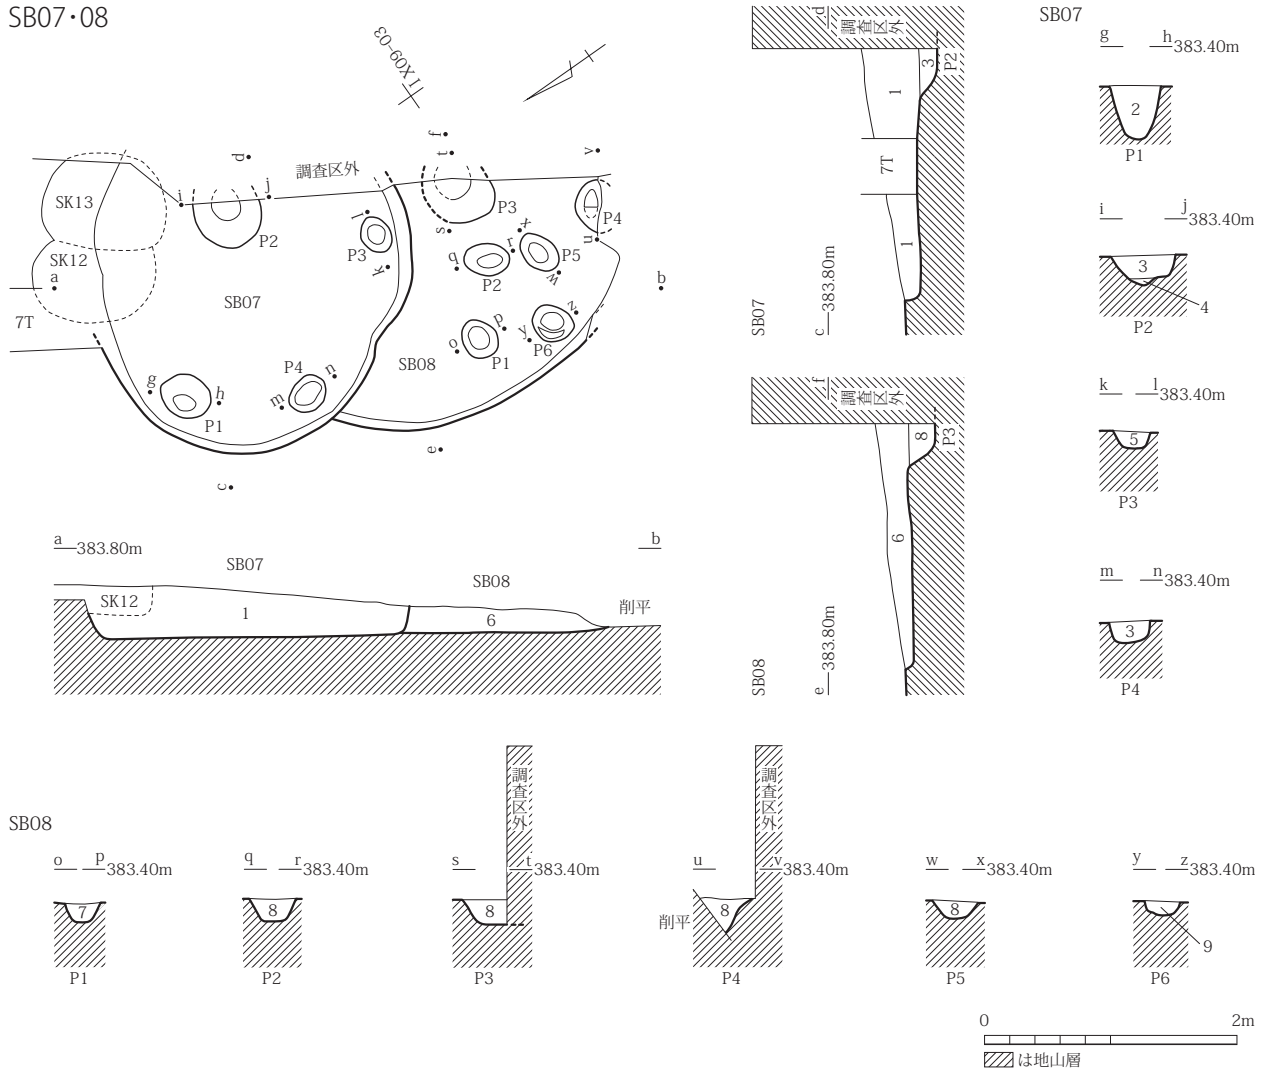 SB07・08
I X09-03
f
t
v
d
調査区外
i
j
SK13
l
P3
P4
P2
s
x
u
SK12
P3
k
q
r
P5
a
P2
w
b
SB07
z
7T
p
y
o
P6
P4
n
SB08
P1
g
h
m
P1
e
c
a
383.80m
b
SB07
SB08
SK12
1
6
削平
d
調査区外
3
P2
1
7T
1
SB07
c
383.80m
f
調査区外
8
P3
6
SB08
e
383.80m
SB07
g
h
383.40m
2
P1
i
j
383.40m
3
4
P2
k
l
383.40m
5
P3
m
n
383.40m
3
P4
SB08
o
p
383.40m
7
P1
q
r
383.40m
8
P2
調査区外
s
t
383.40m
8
P3
調査区外
u
v
383.40m
8
削平
P4
w
x
383.40m
8
P5
y
z
383.40m
9
P6
0
2m
は地山層